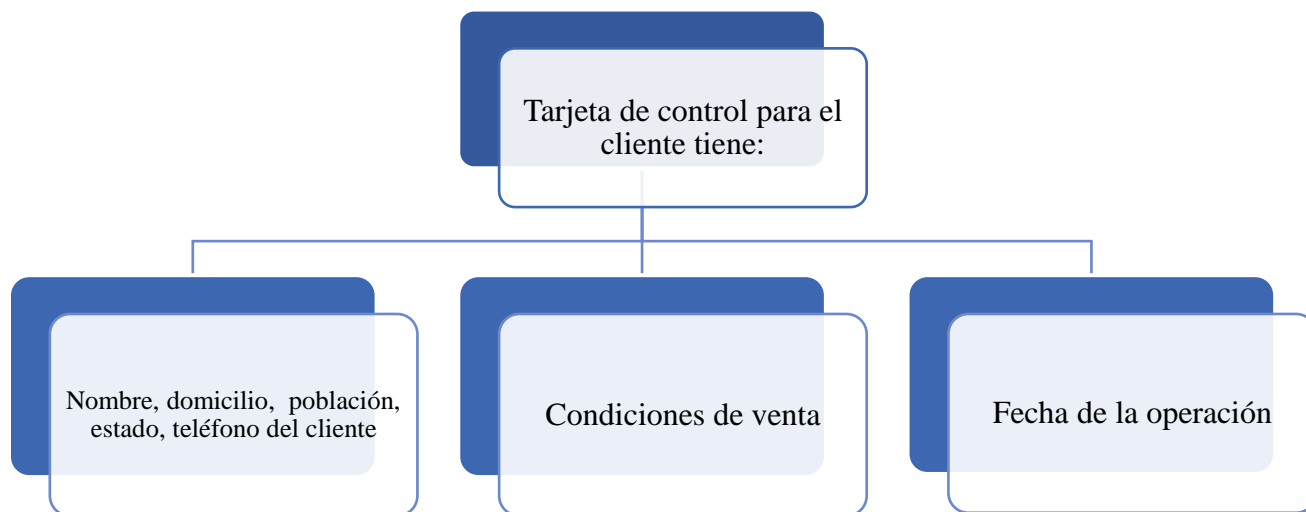 Tarjeta de control para el
cliente tiene:
Nombre, domicilio, población,
estado, teléfono del cliente
Condiciones de venta
Fecha de la operación